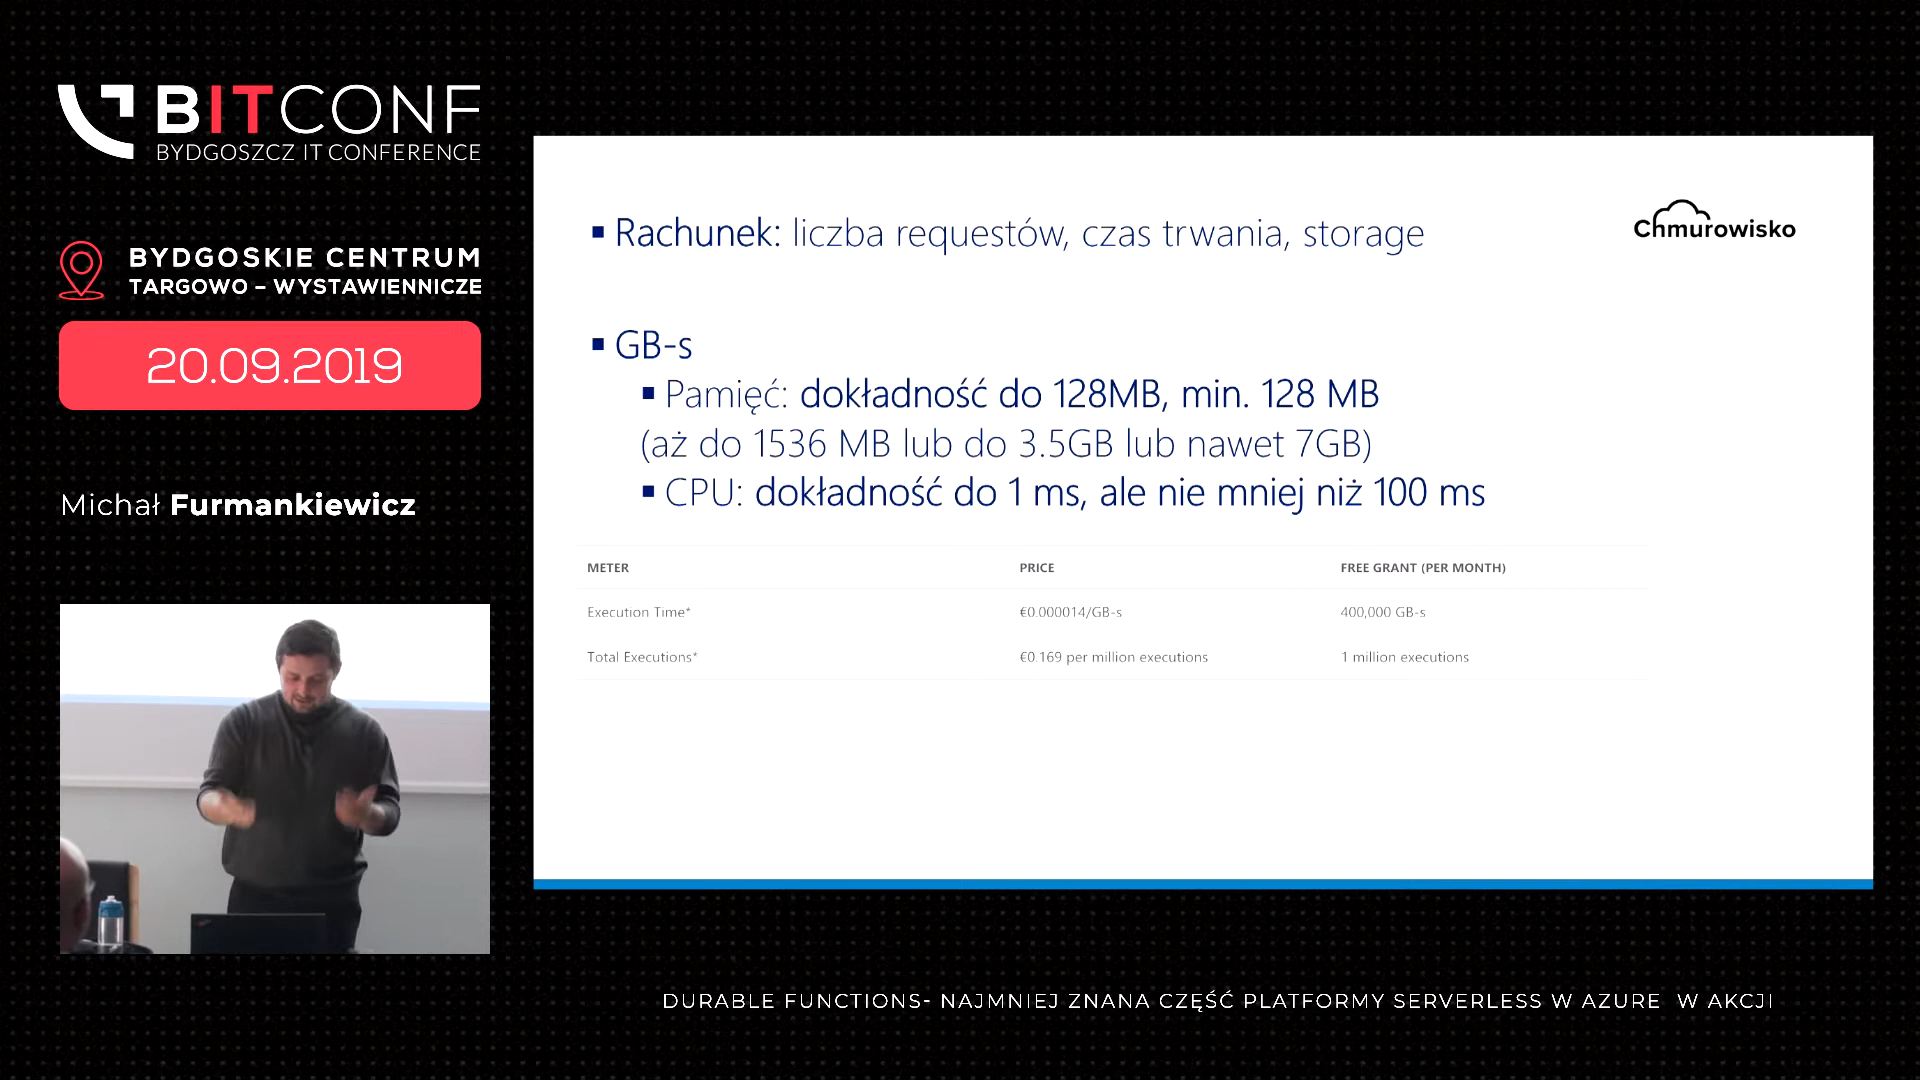 BITCONF
BYDGOSZCZ IT CONFERENCE
BYDGOSKIE CENTRUM
TARGOWO – WYSTAWIENNICZE
20.09.2019
Michał Furmankiewicz
Chmurowisko
▪ Rachunek: liczba requestów, czas trwania, storage
▪ GB-s
▪ Pamięć: dokładność do 128MB, min. 128 MB
(aż do 1536 MB lub do 3.5GB lub nawet 7GB)
▪ CPU: dokładność do 1 ms, ale nie mniej niż 100 ms
METER PRICE FREE GRANT (PER MONTH)
Execution Time* €0.000014/GB-s 400,000 GB-s
Total Executions* €0.169 per million executions 1 million executions
DURABLE FUNCTIONS- NAJMNIEJ ZNANA CZĘŚĆ PLATFORMY SERVERLESS W AZURE W AKCJI